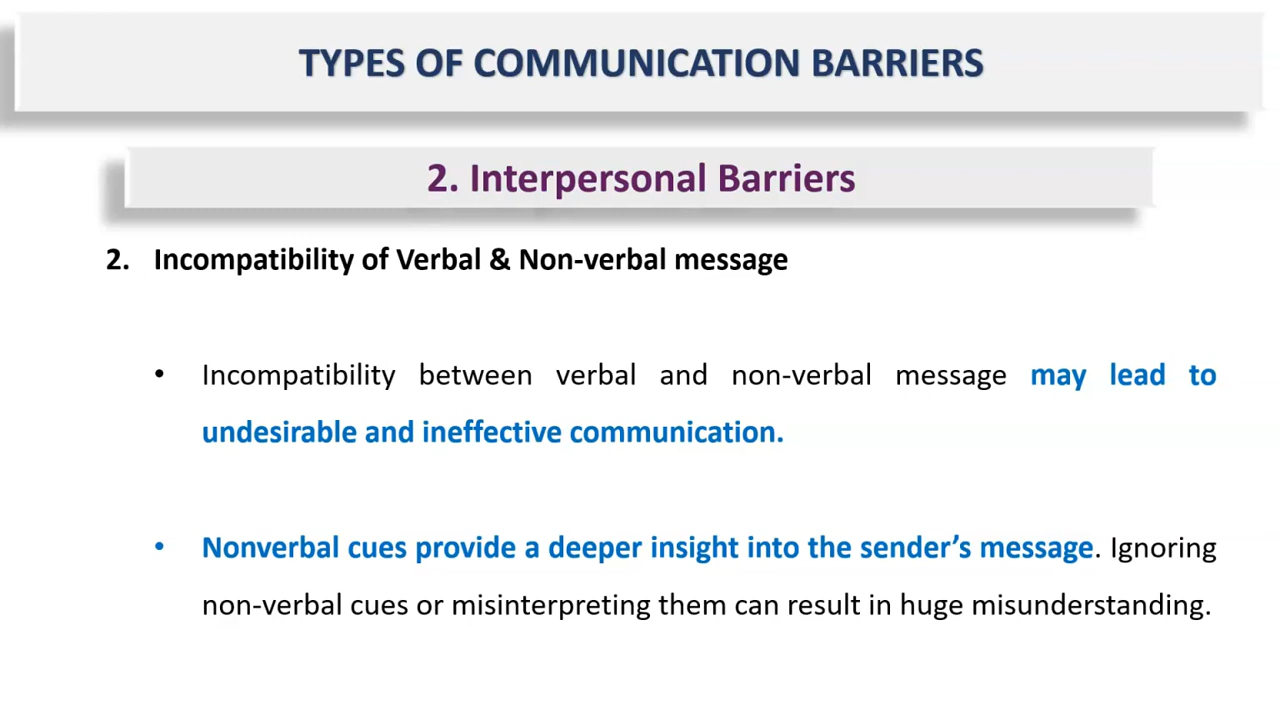 TYPES OF COMMUNICATION BARRIERS
2. Interpersonal Barriers
2. Incompatibility of Verbal & Non-verbal message
• Incompatibility between verbal and non-verbal message may lead to
undesirable and ineffective communication.
• Nonverbal cues provide a deeper insight into the sender’s message. Ignoring
non-verbal cues or misinterpreting them can result in huge misunderstanding.